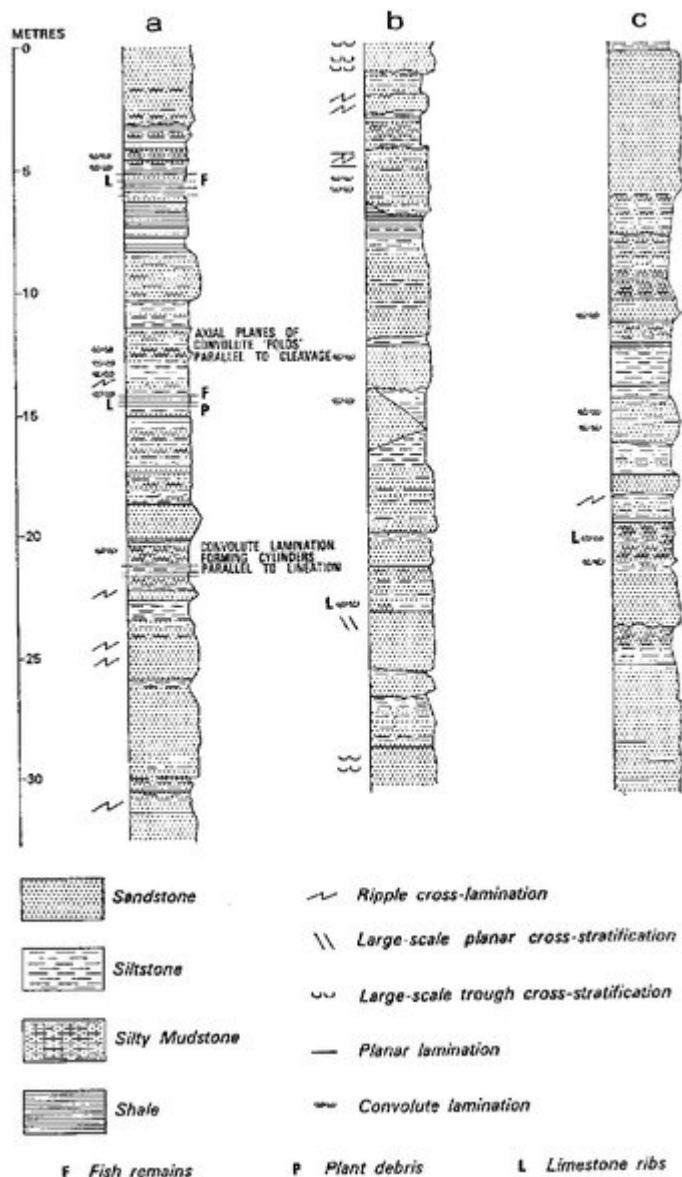 METRES
a
b
c
0
L
F
5
10
AXIAL PLANES OF
CONVOLUTE 'FOLDS'
PARALLEL TO CLEAVAGE
F
L
P
15
20
CONVOLUTE LAMINATION
FORMING CYLINDERS
PARALLEL TO LINEATION
L
L
25
30
Sandstone
Ripple cross-lamination
Large-scale planar cross-stratification
Siltstone
Large-scale trough cross-stratification
Silty Mudstone
Planar lamination
Shale
Convolute lamination
F Fish remains
P Plant debris
L Limestone ribs